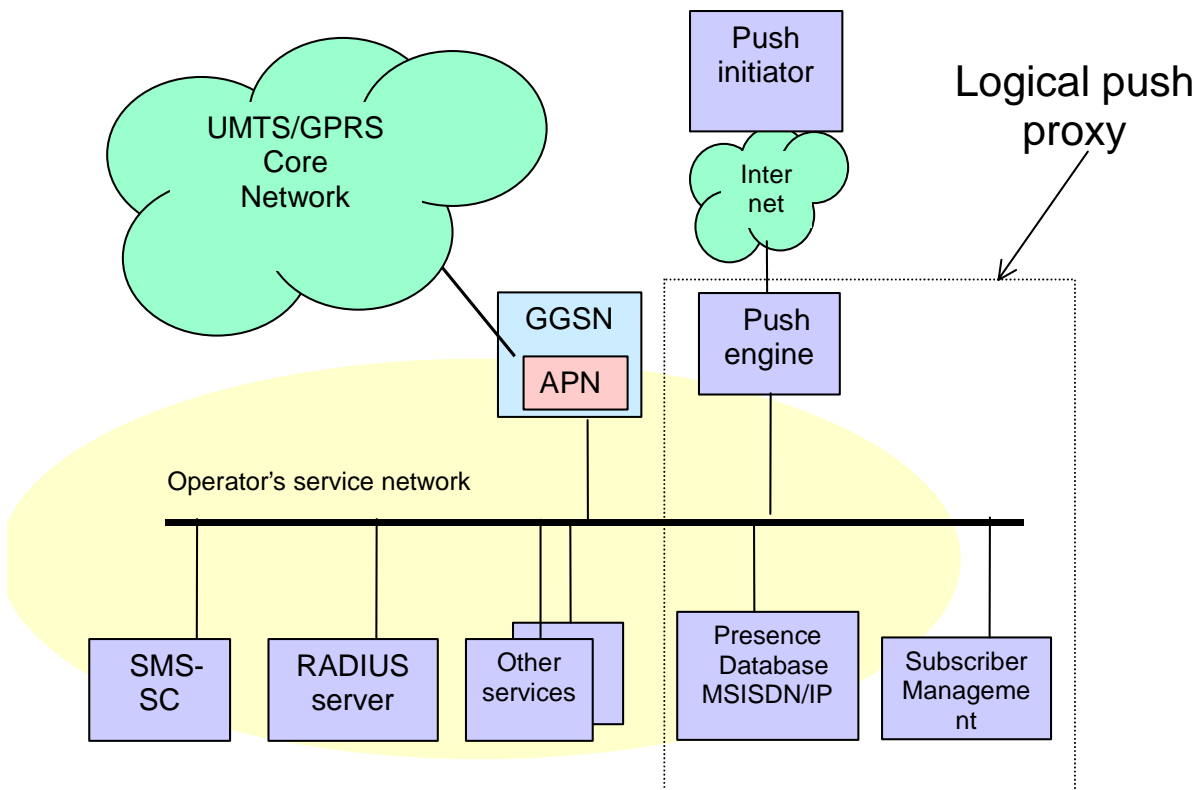 Push
initiator
Logical push
proxy
UMTS/GPRS
Core
Network
Inter
net
GGSN
APN
Push
engine
Operator’s service network
SMS-
SC
RADIUS
server
Other
services
Presence
Database
MSISDN/IP
Subscriber
Manageme
nt